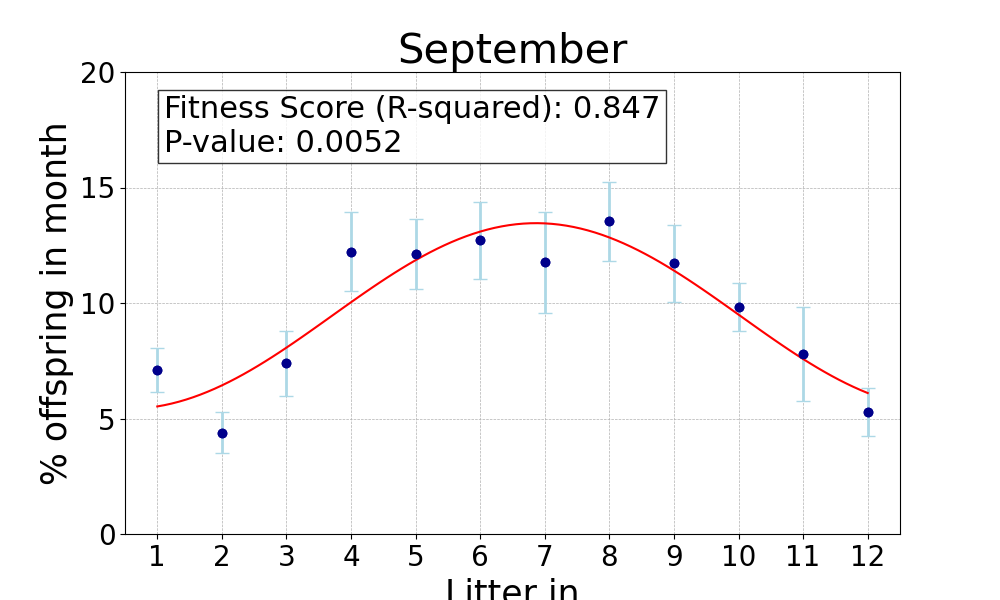 September
Fitness Score (R-squared): 0.847
P-value: 0.0052
% offspring in month
20
15
10
5
0
1 2 3 4 5 6 7 8 9 10 11 12
Litter in